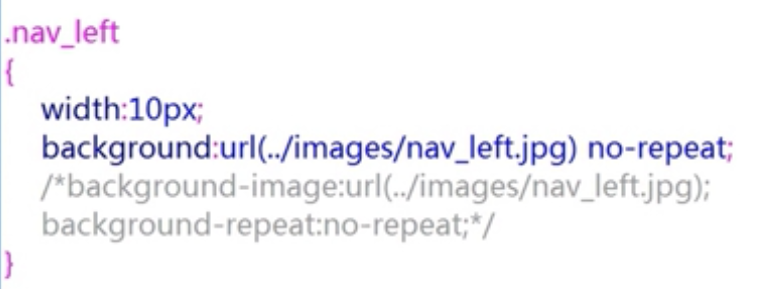 .nav_left
{
width:10px;
background:url(../images/nav_left.jpg) no-repeat;
/*background-image:url(../images/nav_left.jpg);
background-repeat:no-repeat;*/
}